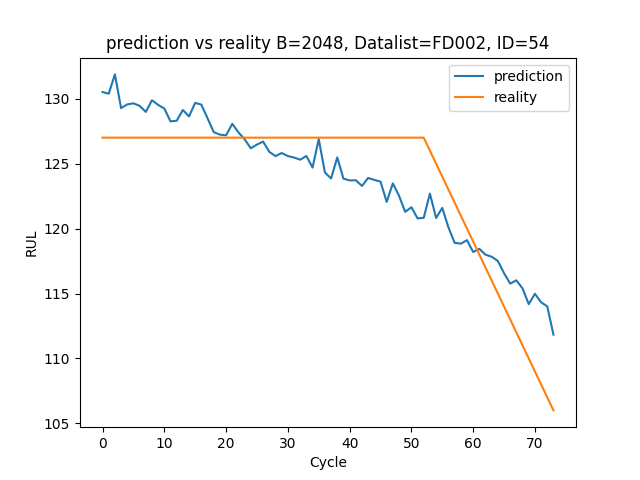 prediction vs reality B=2048, Datalist=FD002, ID=54
prediction
reality
130
125
120
115
110
105
RUL
0 10 20 30 40 50 60 70
Cycle